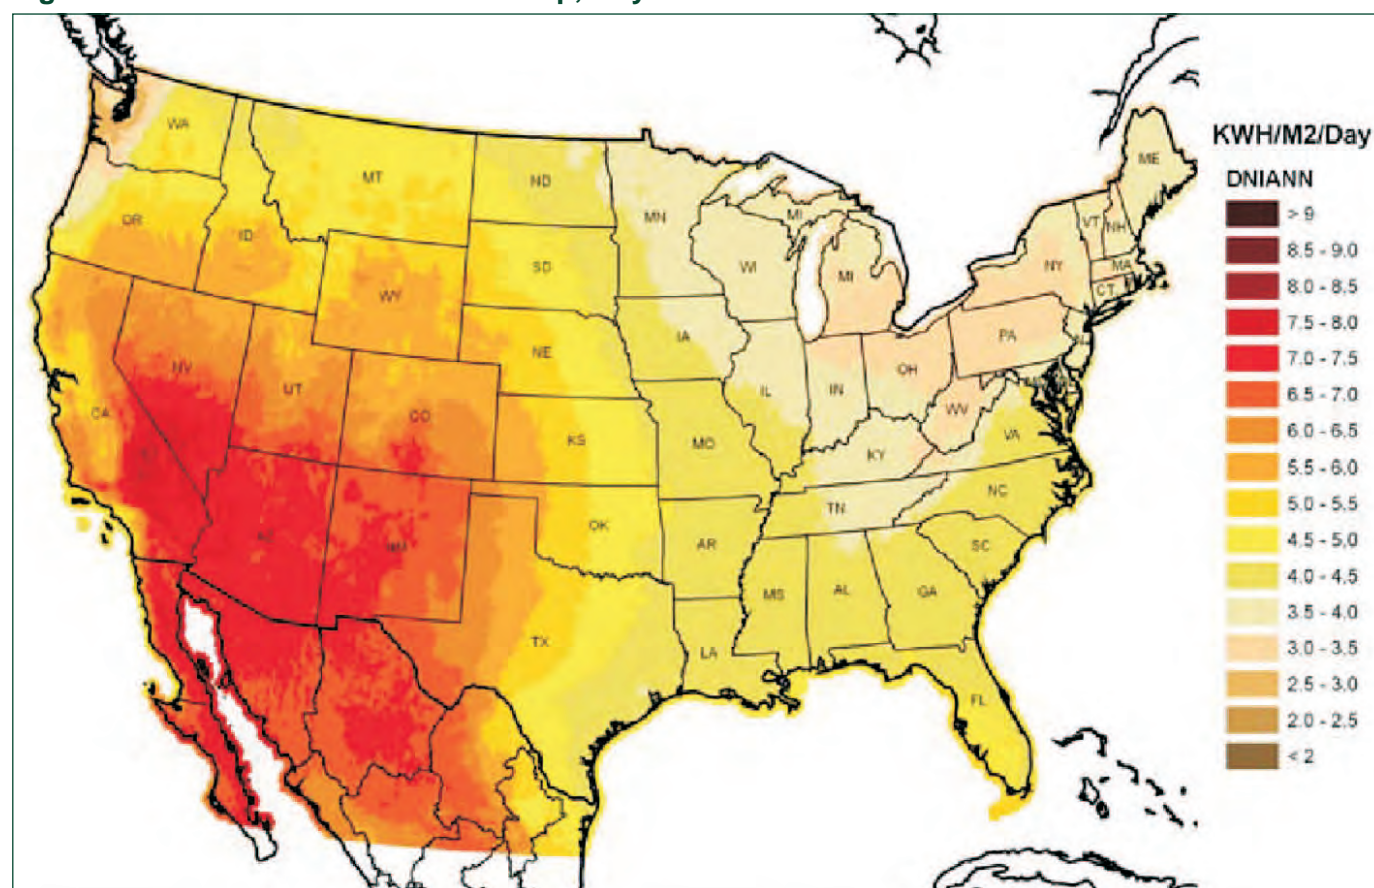 KWH/M2/Day
DNIANN
> 9
8.5 - 9.0
8.0 - 8.5
7.5 - 8.0
7.0 - 7.5
6.5 - 7.0
6.0 - 6.5
5.5 - 6.0
5.0 - 5.5
4.5 - 5.0
4.0 - 4.5
3.5 - 4.0
3.0 - 3.5
2.5 - 3.0
2.0 - 2.5
< 2
WA
MT
ND
MN
ME
VT
NH
OR
ID
WY
SD
WI
MI
MI
NY
MA
CT
NV
UT
CO
NE
IA
IL
IN
OH
PA
CA
KS
MO
KY
WV
VA
NM
OK
AR
TN
NC
SC
TX
LA
MS
AL
GA
FL